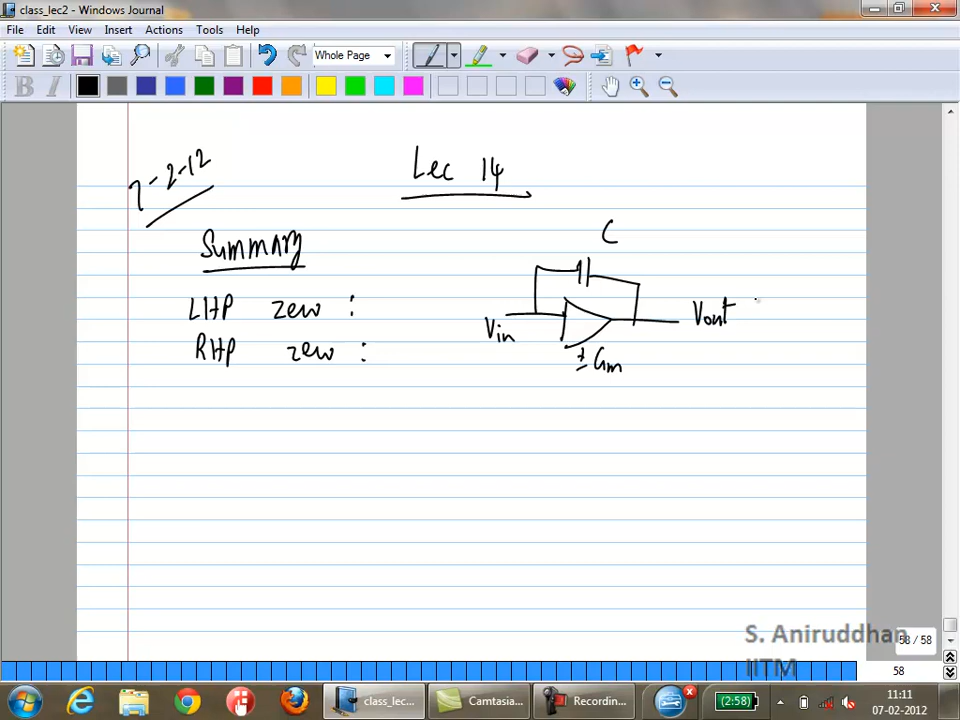 class_lec2 - Windows Journal
File Edit View Insert Actions Tools Help
Whole Page
B I
7-2-12
Lec 14
Summary
C
LHP zero :
Vin
Vout
RHP zero :
± Gm
S. Aniruddhan
IITM
58 / 58
58
class_lec...
Camtasia...
Recordin...
(2:58)
11:11
07-02-2012